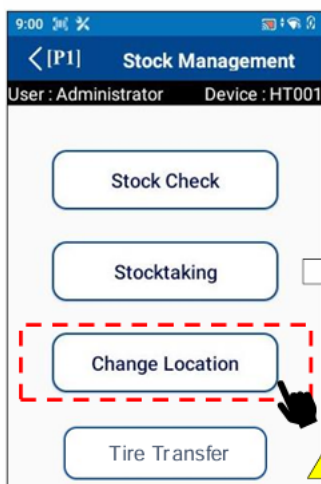 9:00
[P1] Stock Management
User : Administrator Device : HT001
Stock Check
Stocktaking
Change Location
Tire Transfer